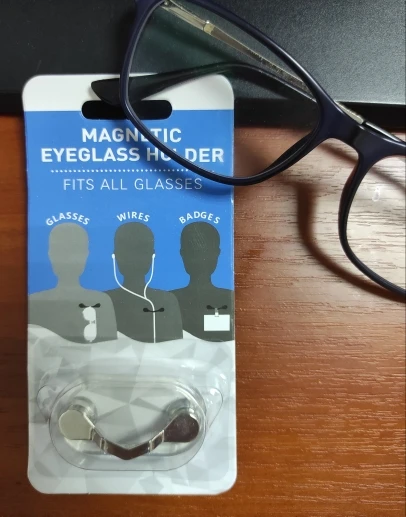 MAGNETIC
EYEGLASS HOLDER
FITS ALL GLASSES
GLASSES WIRES BADGES